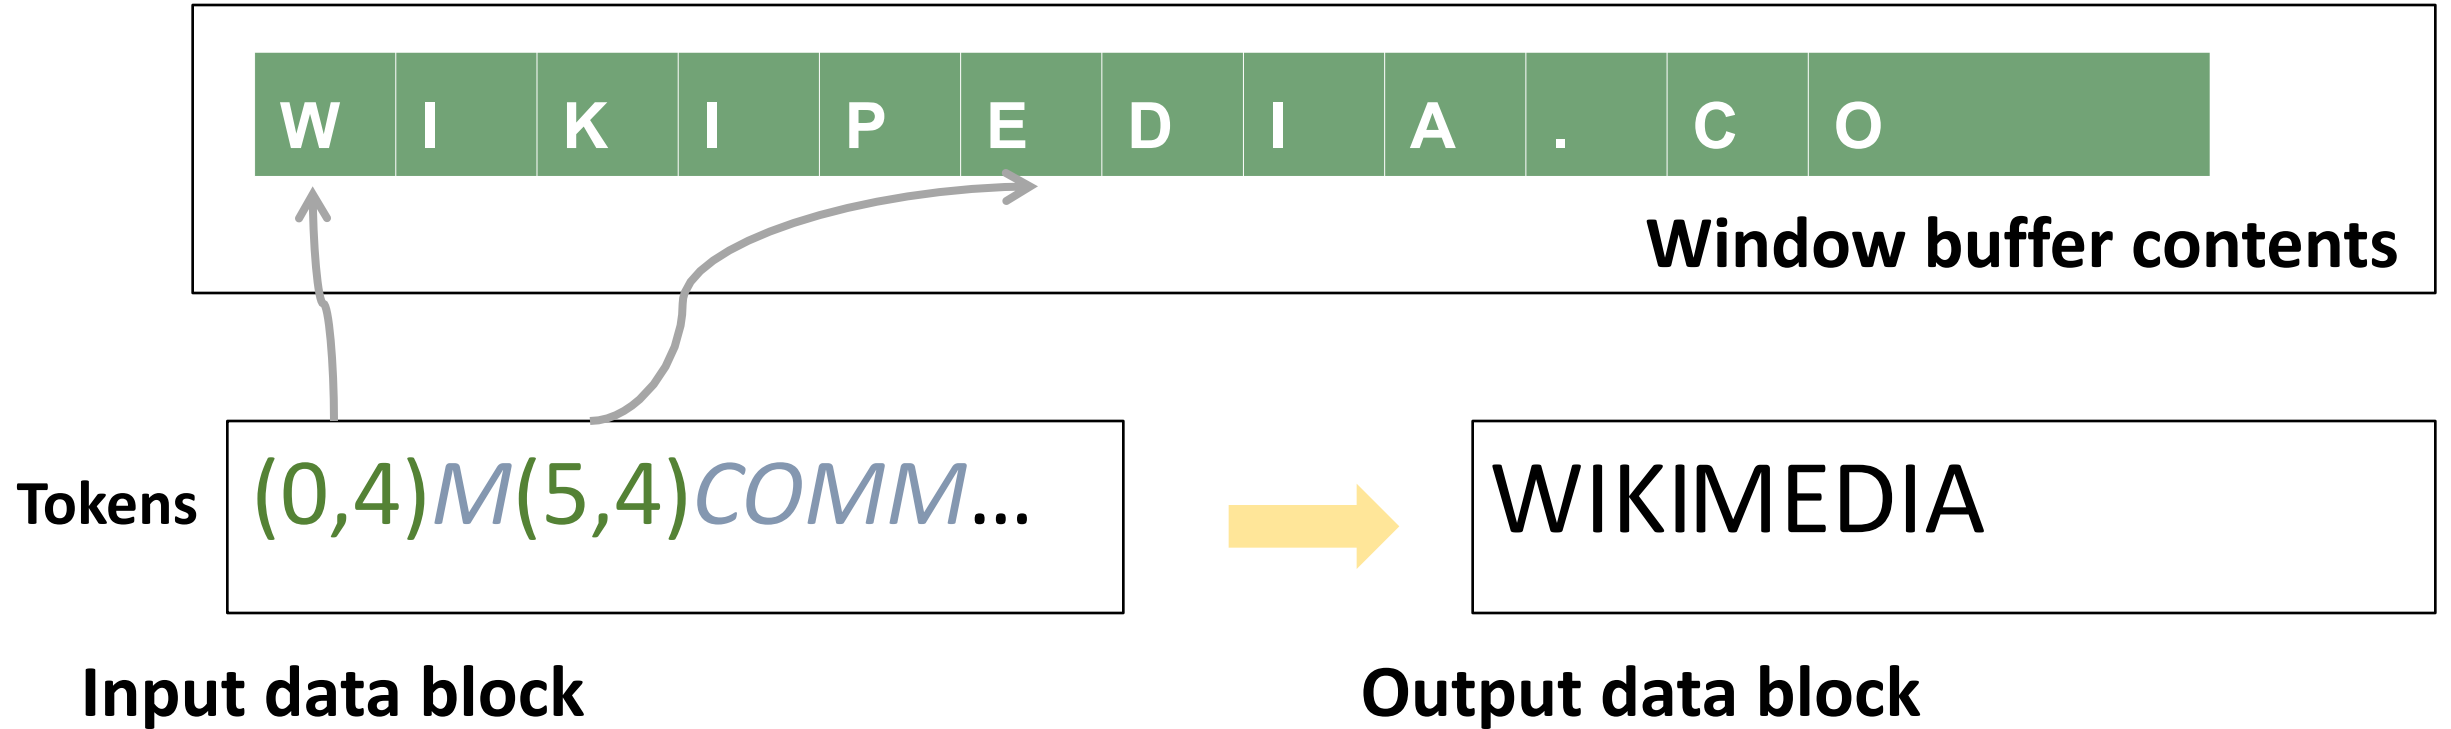 W I K I P E D I A . C O
Window buffer contents
Tokens
(0,4)M(5,4)COMM...
WIKIMEDIA
Input data block
Output data block